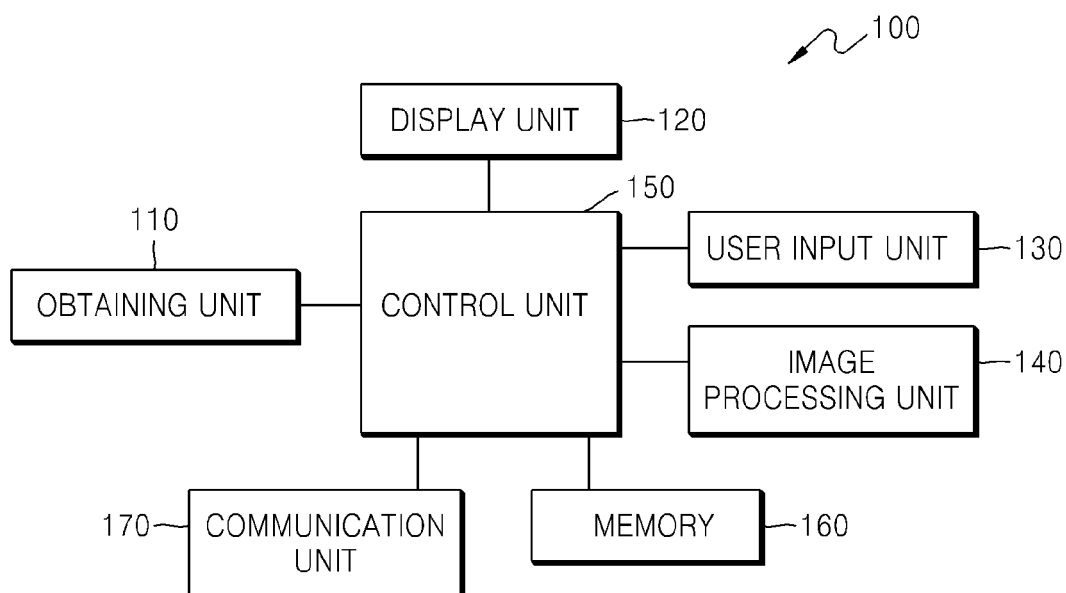 100
DISPLAY UNIT
120
150
110
USER INPUT UNIT
130
OBTAINING UNIT
CONTROL UNIT
IMAGE
PROCESSING UNIT
140
170
COMMUNICATION
UNIT
MEMORY
160